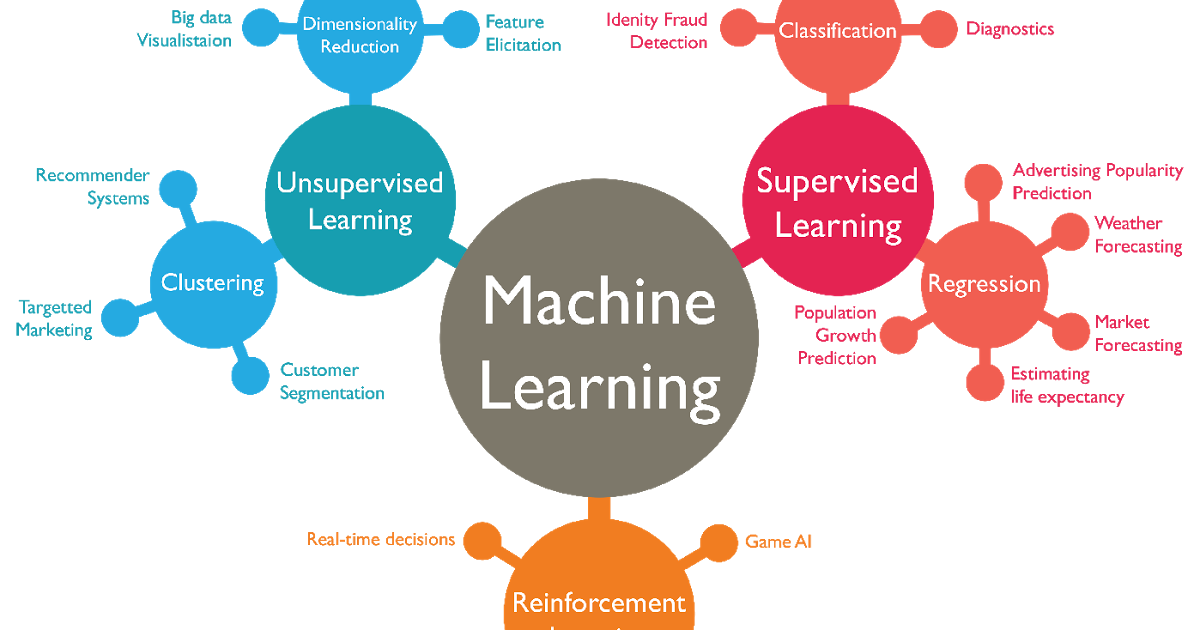 Big data
Visualistaion
Dimensionality
Reduction
Feature
Elicitation
Idenity Fraud
Detection
Classification
Diagnostics
Recommender
Systems
Unsupervised
Learning
Clustering
Targetted
Marketing
Customer
Segmentation
Machine
Learning
Supervised
Learning
Advertising Popularity
Prediction
Weather
Forecasting
Regression
Population
Growth
Prediction
Market
Forecasting
Estimating
life expectancy
Real-time decisions
Game AI
Reinforcement